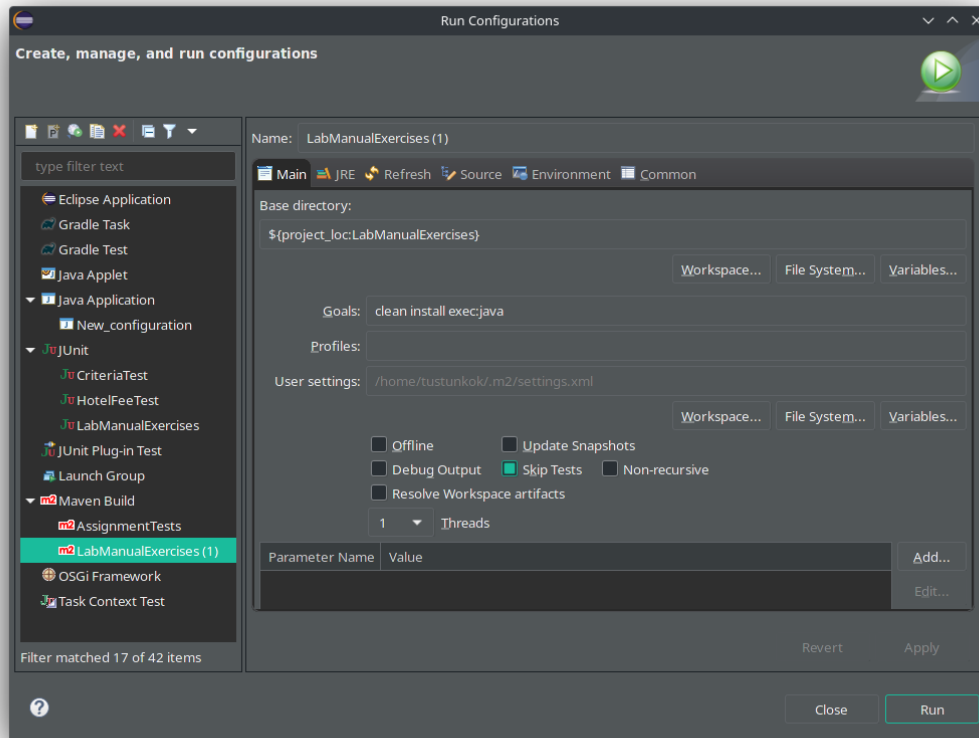 Run Configurations
Create, manage, and run configurations
type filter text
Eclipse Application
Gradle Task
Gradle Test
Java Applet
Java Application
New_configuration
JUnit
CriteriaTest
HotelFeeTest
LabManualExercises
JUnit Plug-in Test
Launch Group
Maven Build
AssignmentTests
LabManualExercises (1)
OSGi Framework
Task Context Test
Filter matched 17 of 42 items
Name: LabManualExercises (1)
Main JRE Refresh Source Environment Common
Base directory:
${project_loc:LabManualExercises}
Workspace... File System... Variables...
Goals: clean install exec:java
Profiles:
User settings: /home/tustunkok/.m2/settings.xml
Workspace... File System... Variables...
Offline Update Snapshots
Debug Output Skip Tests Non-recursive
Resolve Workspace artifacts
1 Threads
Parameter Name Value
Add...
Edit...
Revert Apply
Close Run